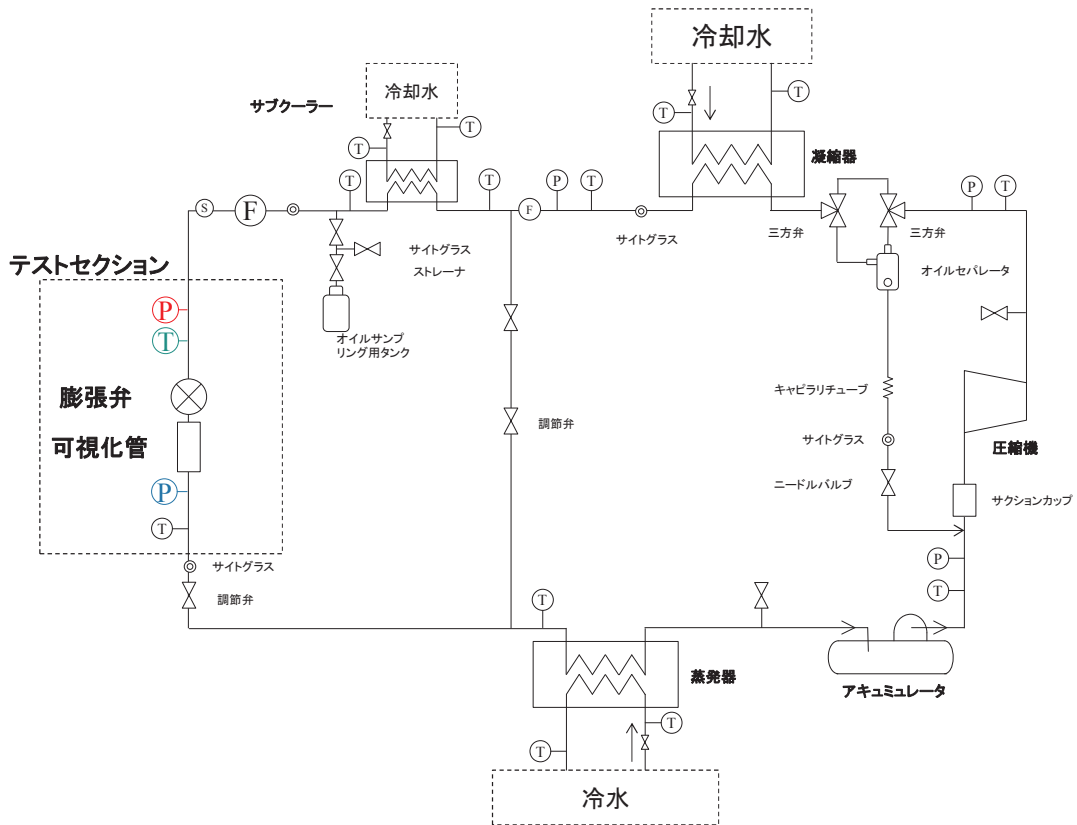 冷却水
冷却水
サブクーラー
T
T
T
T
凝縮器
T
T
P
T
P
T
S
F
F
サイトグラス
三方弁
三方弁
サイトグラス
ストレーナ
オイルセパレータ
テストセクション
P
T
オイルサンプ
リング用タンク
膨張弁
キャピラリチューブ
調節弁
可視化管
サイトグラス
圧縮機
P
ニードルバルブ
サクションカップ
T
P
サイトグラス
T
調節弁
T
蒸発器
アキュミュレータ
T
T
冷水